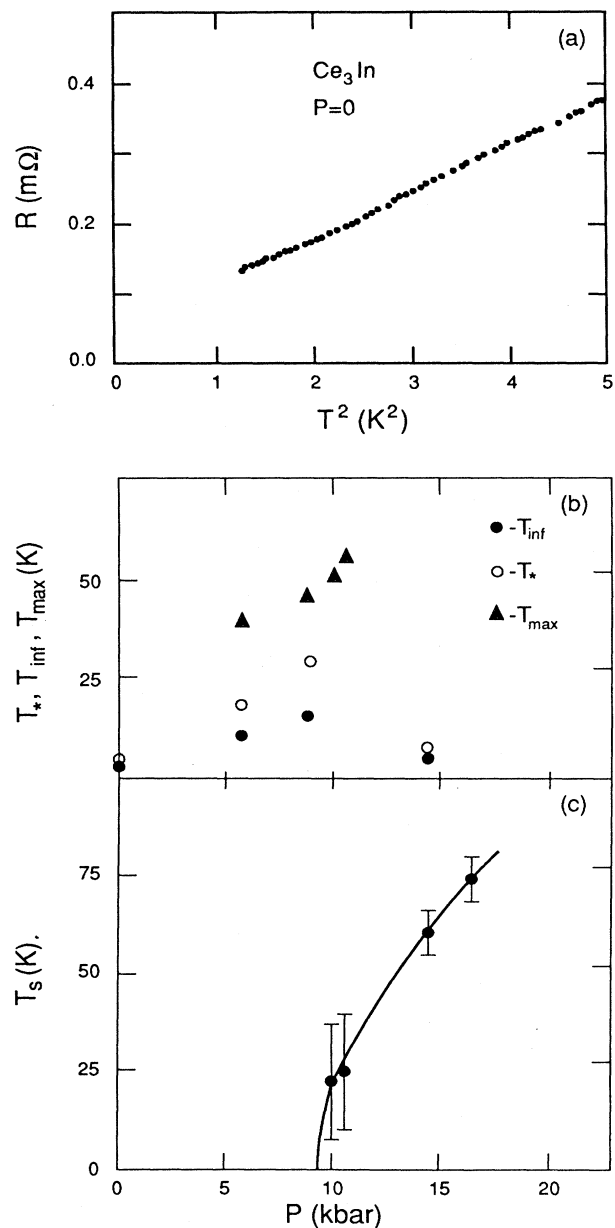 (a)
Ce₃In
P=0
R (mΩ)
0.4
0.2
0.0
0 1 2 3 4 5
T² (K²)
(b)
T*, Tinf, Tmax (K)
50
25
● -Tinf
○ -T*
▲ -Tmax
(c)
Ts (K).
75
50
25
0
0 5 10 15 20
P (kbar)